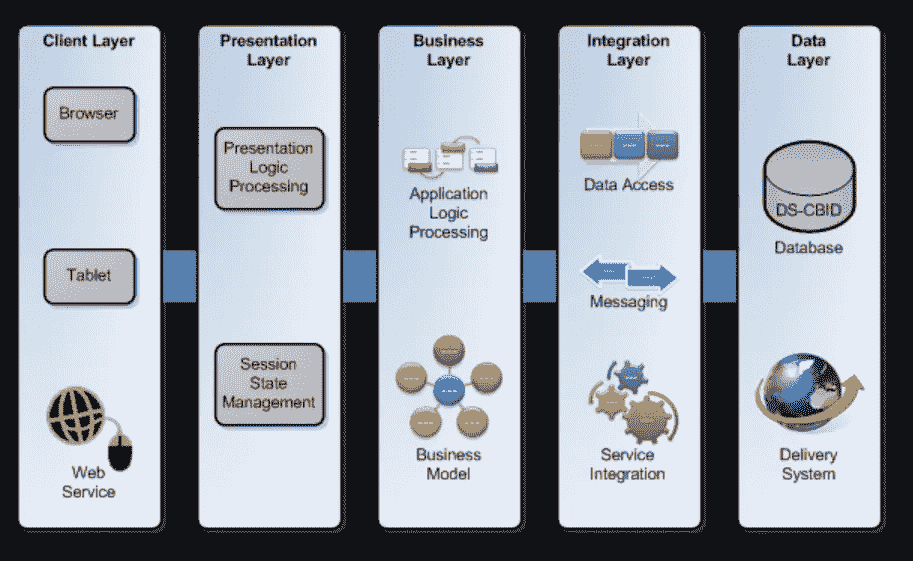 Client Layer
Browser
Tablet
Web
Service
Presentation
Layer
Presentation
Logic
Processing
Session
State
Management
Business
Layer
Application
Logic
Processing
Business
Model
Integration
Layer
Data Access
Messaging
Service
Integration
Data
Layer
DS-CBID
Database
Delivery
System